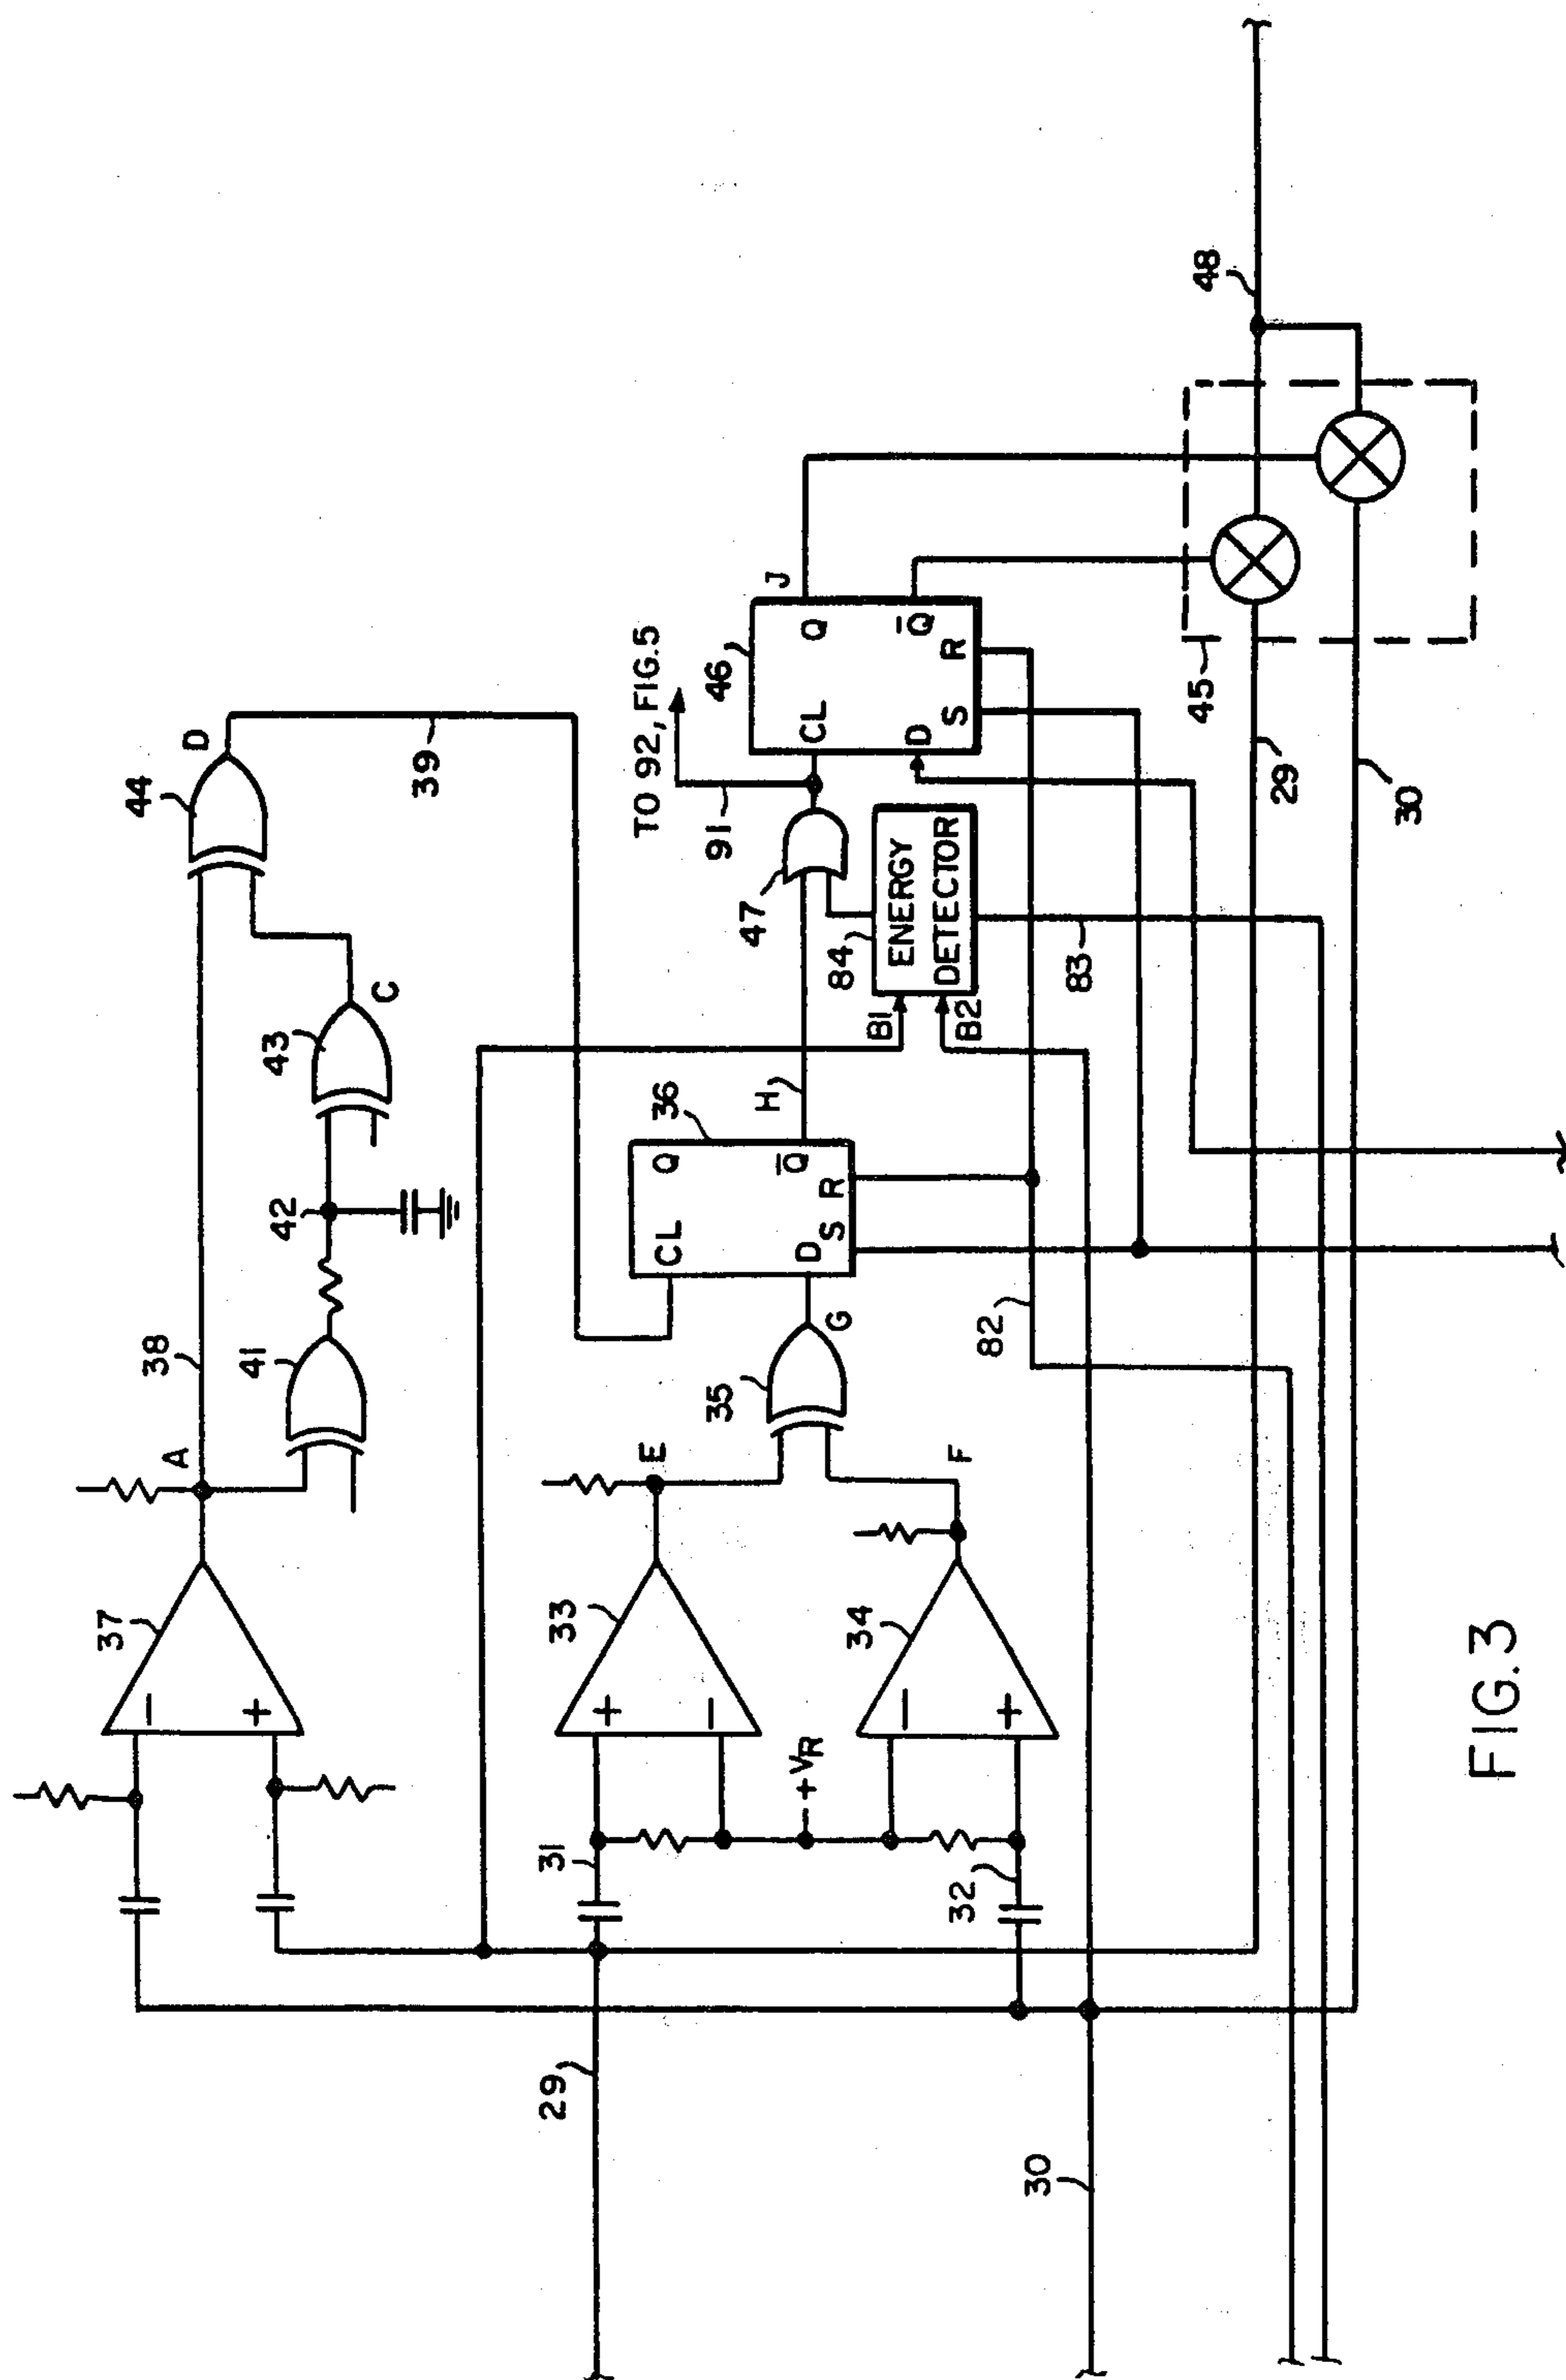 37
−
+
A
38
41
42
43
C
44
D
39
29
31
33
+
−
E
+VR
34
−
+
F
32
30
35
G
36
CL
Q
D
Q̅
S
R
H
82
B1
B2
84
ENERGY
DETECTOR
83
47
91
TO 92, FIG.5
46
CL
Q
D
Q̅
S
R
J
45
29
30
48
FIG.3